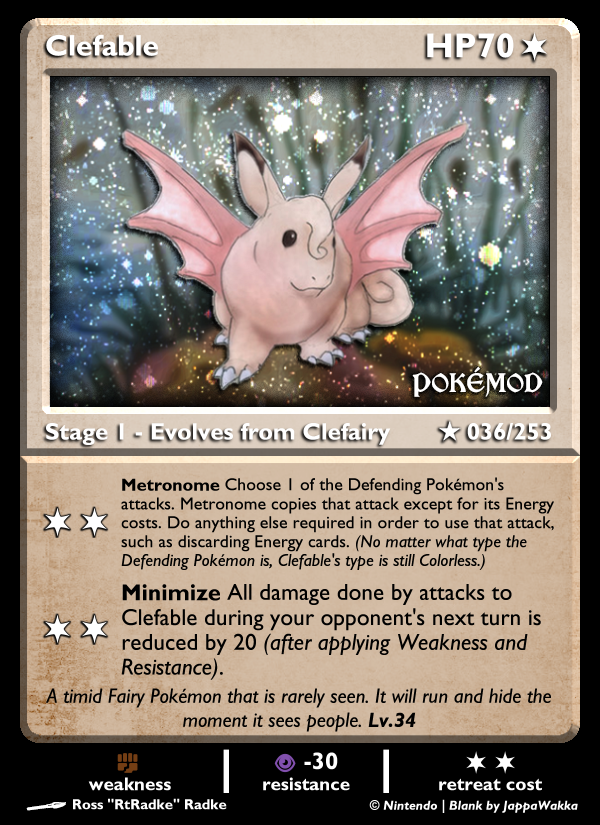 Clefable HP70
POKÉMOD
Stage 1 - Evolves from Clefairy 036/253
Metronome Choose 1 of the Defending Pokémon's
attacks. Metronome copies that attack except for its Energy
costs. Do anything else required in order to use that attack,
such as discarding Energy cards. (No matter what type the
Defending Pokémon is, Clefable's type is still Colorless.)
Minimize All damage done by attacks to
Clefable during your opponent's next turn is
reduced by 20 (after applying Weakness and
Resistance).
A timid Fairy Pokémon that is rarely seen. It will run and hide the
moment it sees people. Lv.34
-30
weakness resistance retreat cost
Ross "RtRadke" Radke © Nintendo | Blank by JappaWakka